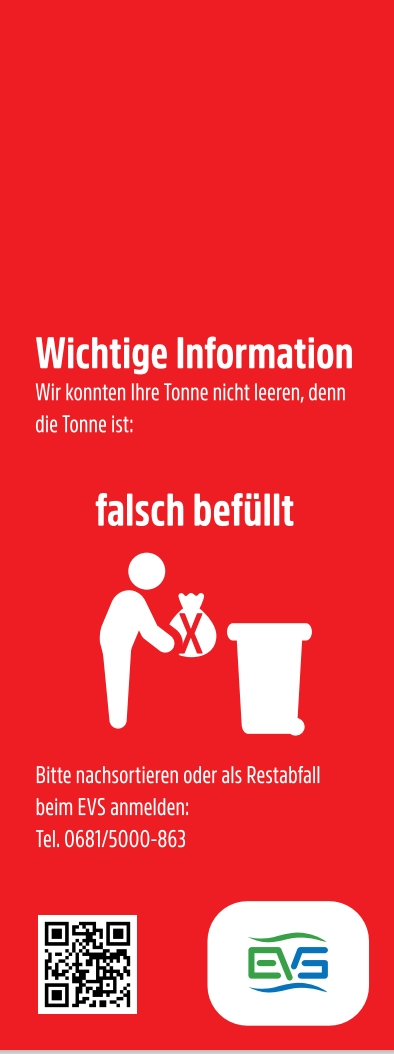 Wichtige Information
Wir konnten Ihre Tonne nicht leeren, denn
die Tonne ist:
falsch befüllt
X
Bitte nachsortieren oder als Restabfall
beim EVS anmelden:
Tel. 0681/5000-863
EVS